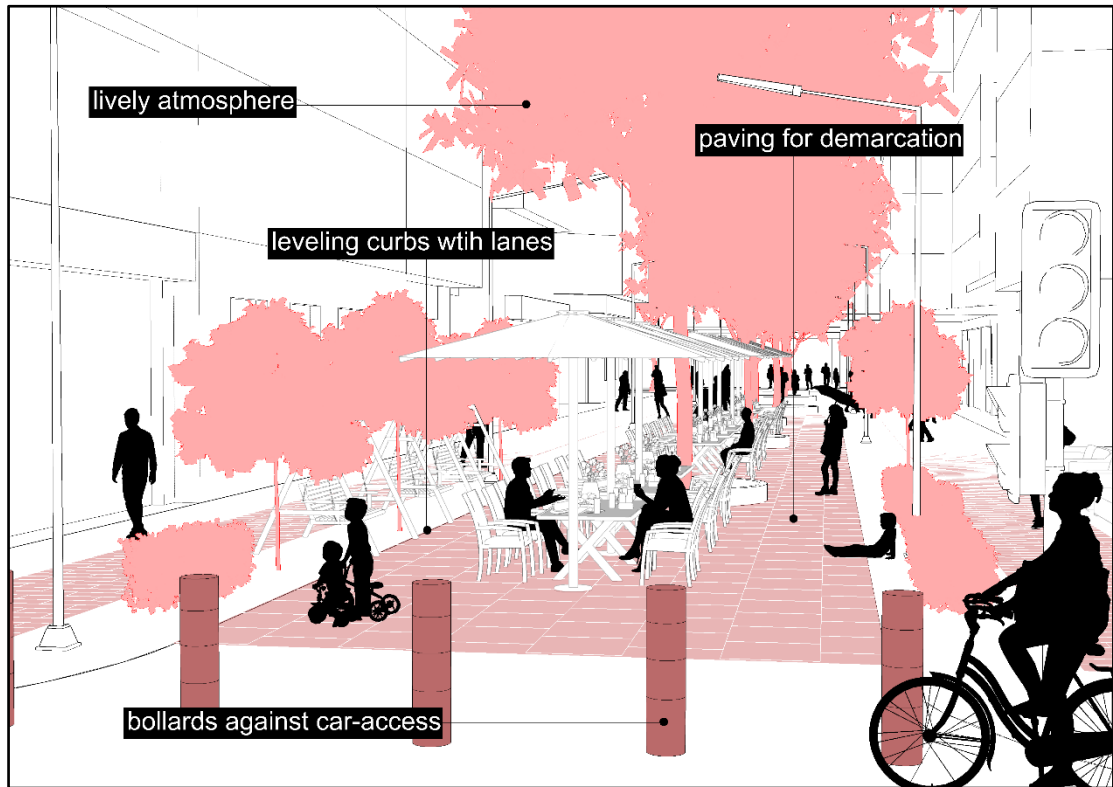 lively atmosphere
paving for demarcation
leveling curbs wtih lanes
bollards against car-access